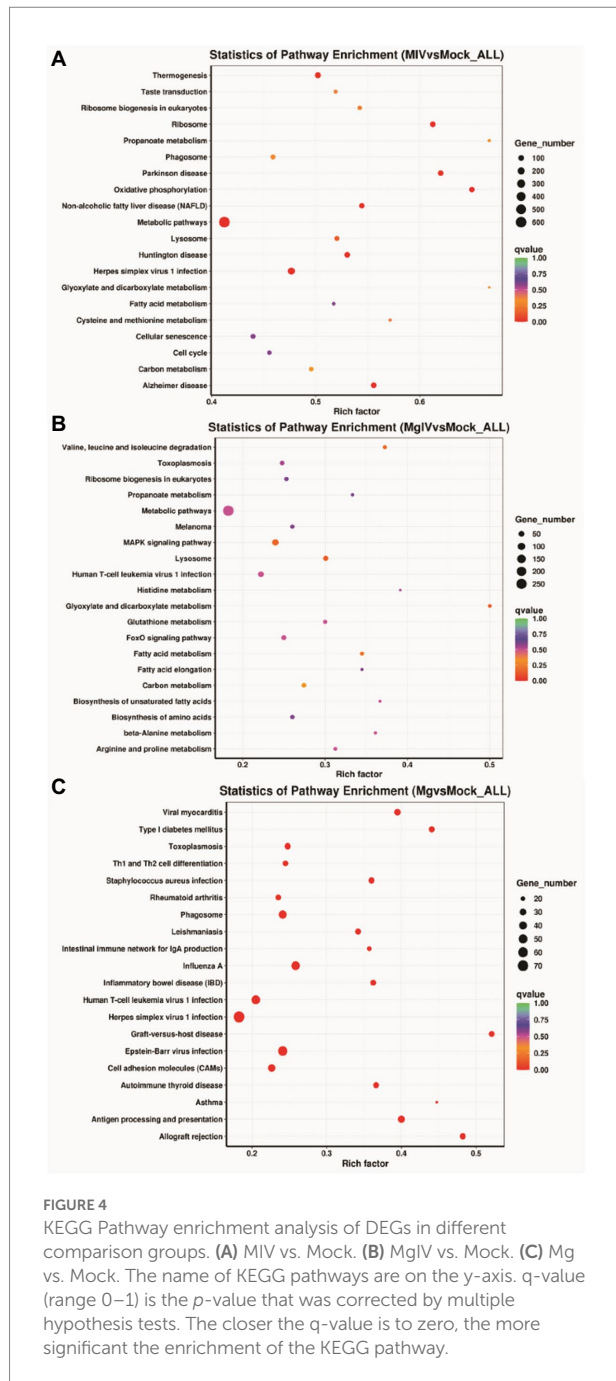 A
Statistics of Pathway Enrichment (MIVvsMock_ALL)
Thermogenesis
Taste transduction
Ribosome biogenesis in eukaryotes
Ribosome
Propanoate metabolism
Phagosome
Parkinson disease
Oxidative phosphorylation
Non-alcoholic fatty liver disease (NAFLD)
Metabolic pathways
Lysosome
Huntington disease
Herpes simplex virus 1 infection
Glyoxylate and dicarboxylate metabolism
Fatty acid metabolism
Cysteine and methionine metabolism
Cellular senescence
Cell cycle
Carbon metabolism
Alzheimer disease
0.4 0.5 0.6
Rich factor
Gene_number
100
200
300
400
500
600
qvalue
1.00
0.75
0.50
0.25
0.00
B
Statistics of Pathway Enrichment (MgIVvsMock_ALL)
Valine, leucine and isoleucine degradation
Toxoplasmosis
Ribosome biogenesis in eukaryotes
Propanoate metabolism
Metabolic pathways
Melanoma
MAPK signaling pathway
Lysosome
Human T-cell leukemia virus 1 infection
Histidine metabolism
Glyoxylate and dicarboxylate metabolism
Glutathione metabolism
FoxO signaling pathway
Fatty acid metabolism
Fatty acid elongation
Carbon metabolism
Biosynthesis of unsaturated fatty acids
Biosynthesis of amino acids
beta-Alanine metabolism
Arginine and proline metabolism
0.2 0.3 0.4 0.5
Rich factor
Gene_number
50
100
150
200
250
qvalue
1.00
0.75
0.50
0.25
0.00
C
Statistics of Pathway Enrichment (MgvsMock_ALL)
Viral myocarditis
Type I diabetes mellitus
Toxoplasmosis
Th1 and Th2 cell differentiation
Staphylococcus aureus infection
Rheumatoid arthritis
Phagosome
Leishmaniasis
Intestinal immune network for IgA production
Influenza A
Inflammatory bowel disease (IBD)
Human T-cell leukemia virus 1 infection
Herpes simplex virus 1 infection
Graft-versus-host disease
Epstein-Barr virus infection
Cell adhesion molecules (CAMs)
Autoimmune thyroid disease
Asthma
Antigen processing and presentation
Allograft rejection
0.2 0.3 0.4 0.5
Rich factor
Gene_number
20
30
40
50
60
70
qvalue
1.00
0.75
0.50
0.25
0.00
FIGURE 4
KEGG Pathway enrichment analysis of DEGs in different
comparison groups. (A) MIV vs. Mock. (B) MgIV vs. Mock. (C) Mg
vs. Mock. The name of KEGG pathways are on the y-axis. q-value
(range 0–1) is the p-value that was corrected by multiple
hypothesis tests. The closer the q-value is to zero, the more
significant the enrichment of the KEGG pathway.